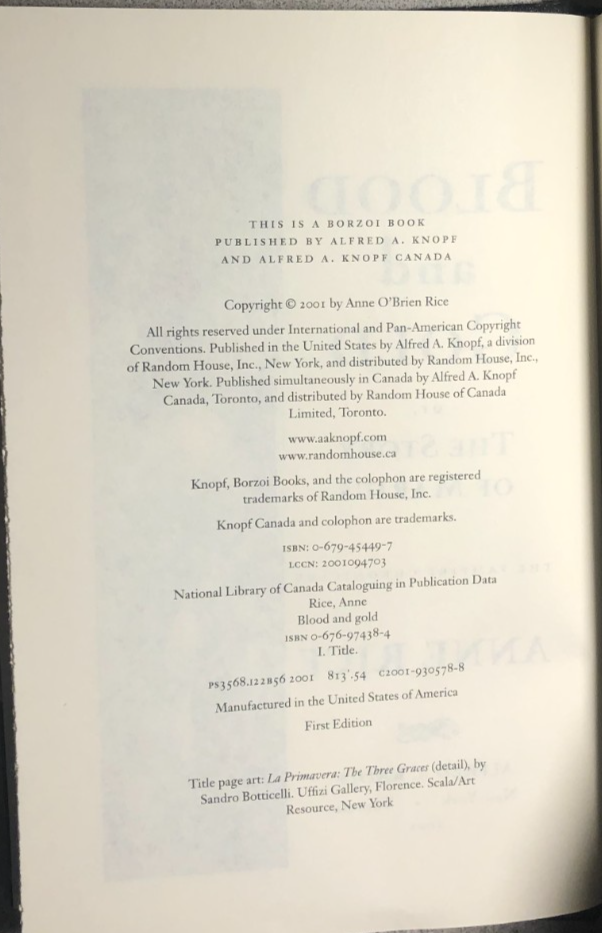 THIS IS A BORZOI BOOK
PUBLISHED BY ALFRED A. KNOPF
AND ALFRED A. KNOPF CANADA
Copyright © 2001 by Anne O'Brien Rice
All rights reserved under International and Pan-American Copyright
Conventions. Published in the United States by Alfred A. Knopf, a division
of Random House, Inc., New York, and distributed by Random House, Inc.,
New York. Published simultaneously in Canada by Alfred A. Knopf
Canada, Toronto, and distributed by Random House of Canada
Limited, Toronto.
www.aaknopf.com
www.randomhouse.ca
Knopf, Borzoi Books, and the colophon are registered
trademarks of Random House, Inc.
Knopf Canada and colophon are trademarks.
ISBN: 0-679-45449-7
LCCN: 2001094703
National Library of Canada Cataloguing in Publication Data
Rice, Anne
Blood and gold
ISBN 0-676-97438-4
I. Title.
PS3568.122B56 2001 813'.54 C2001-930578-8
Manufactured in the United States of America
First Edition
Title page art: La Primavera: The Three Graces (detail), by
Sandro Botticelli. Uffizi Gallery, Florence. Scala/Art
Resource, New York